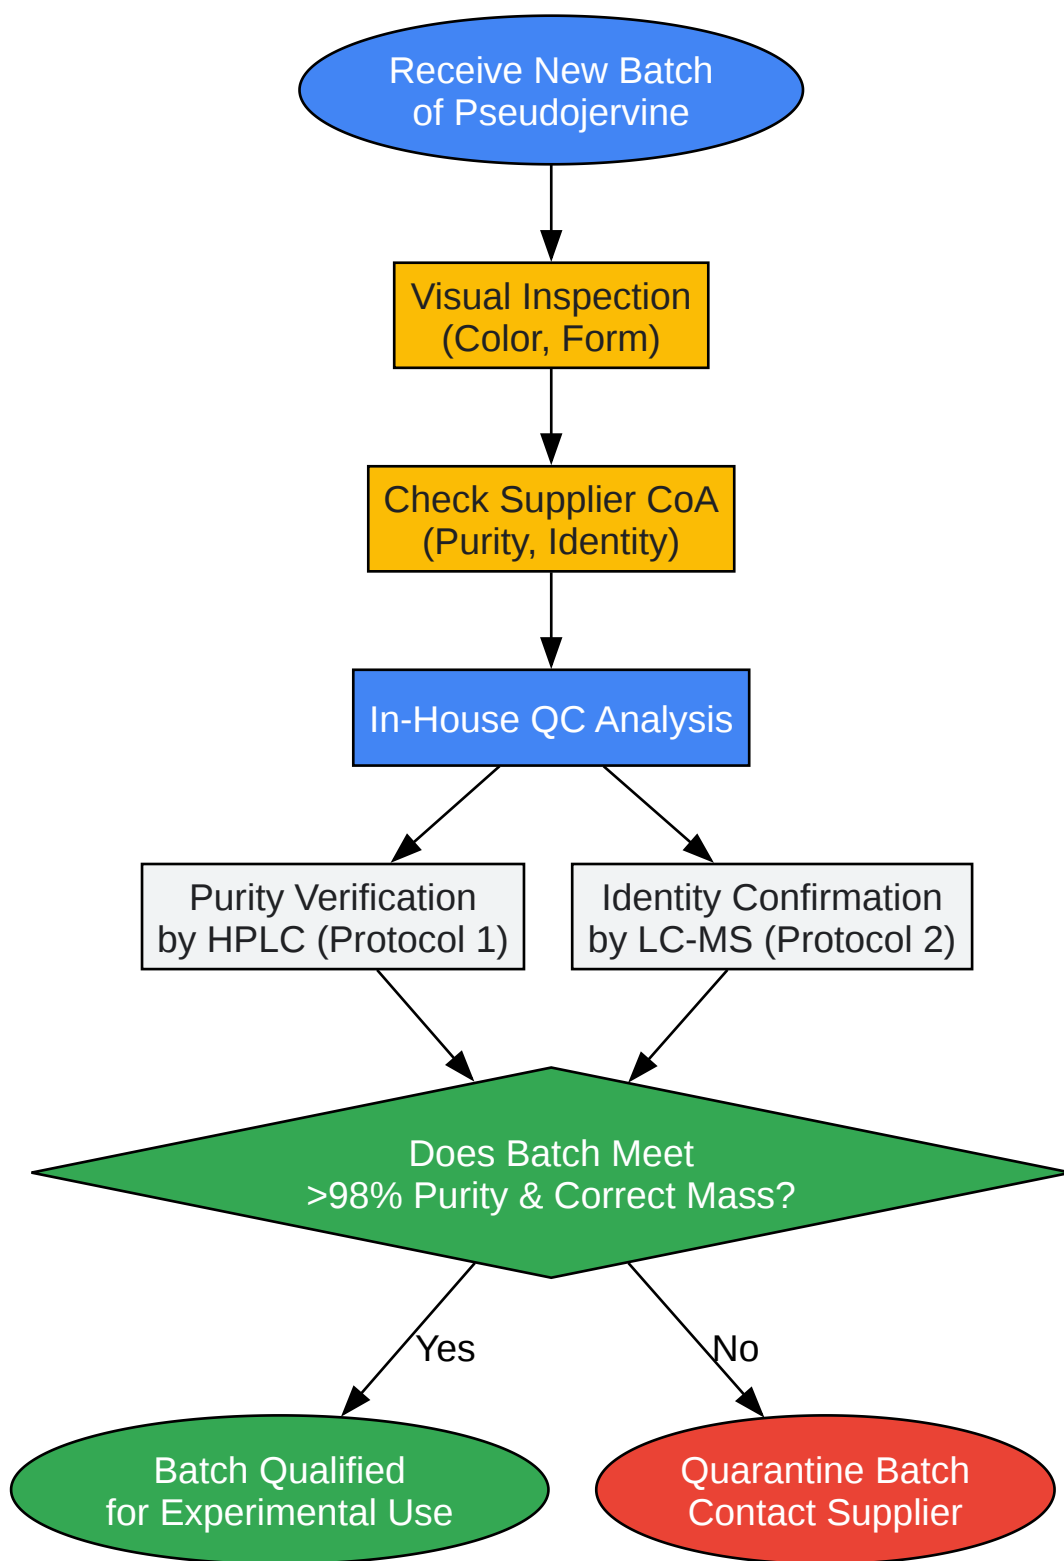 Receive New Batch
of Pseudojervine
Visual Inspection
(Color, Form)
Check Supplier CoA
(Purity, Identity)
In-House QC Analysis
Purity Verification
by HPLC (Protocol 1)
Identity Confirmation
by LC-MS (Protocol 2)
Does Batch Meet
>98% Purity & Correct Mass?
Yes
No
Batch Qualified
for Experimental Use
Quarantine Batch
Contact Supplier